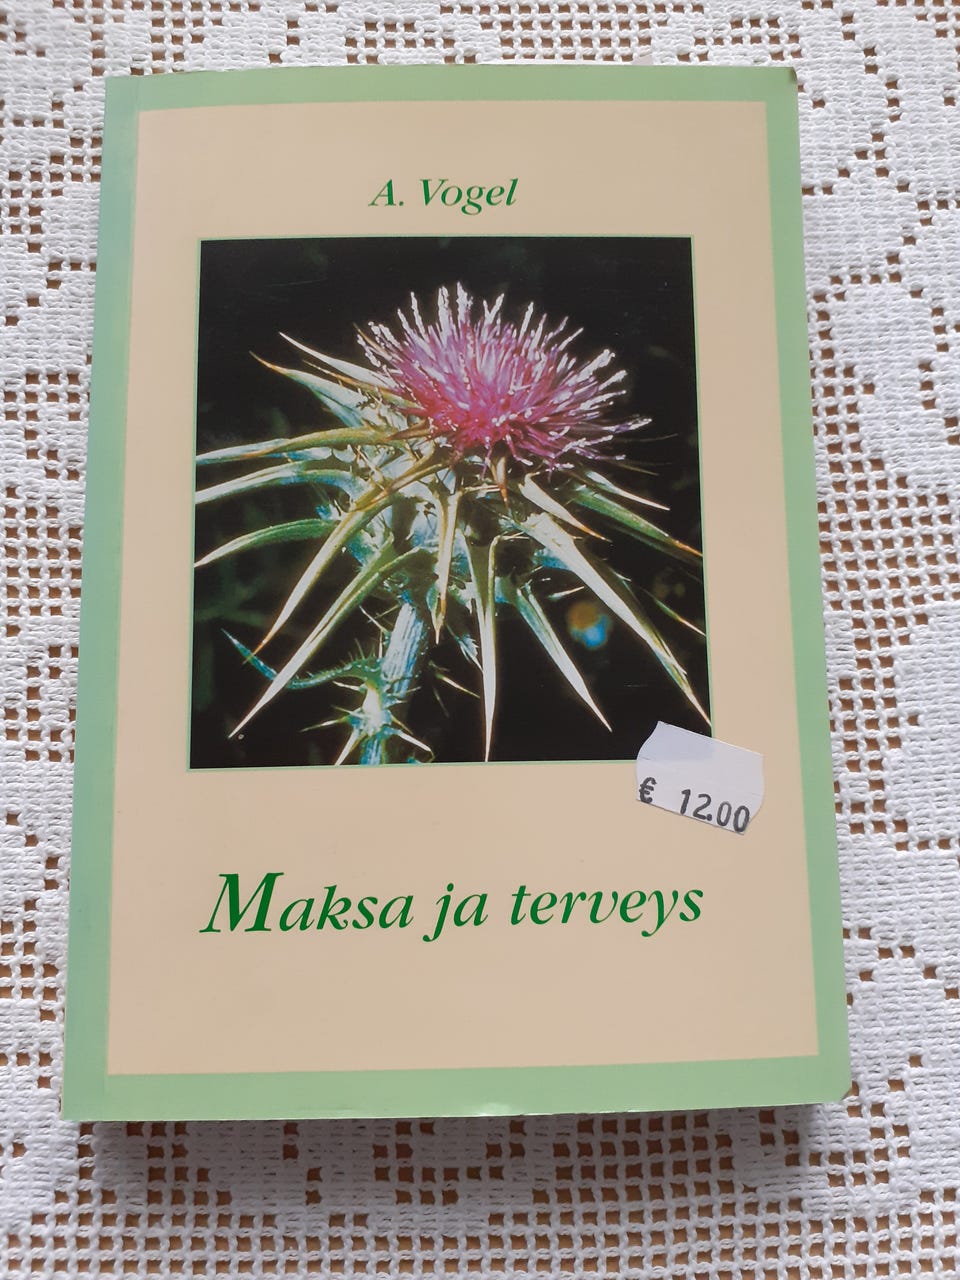 A. Vogel
€ 12.00
Maksa ja terveys